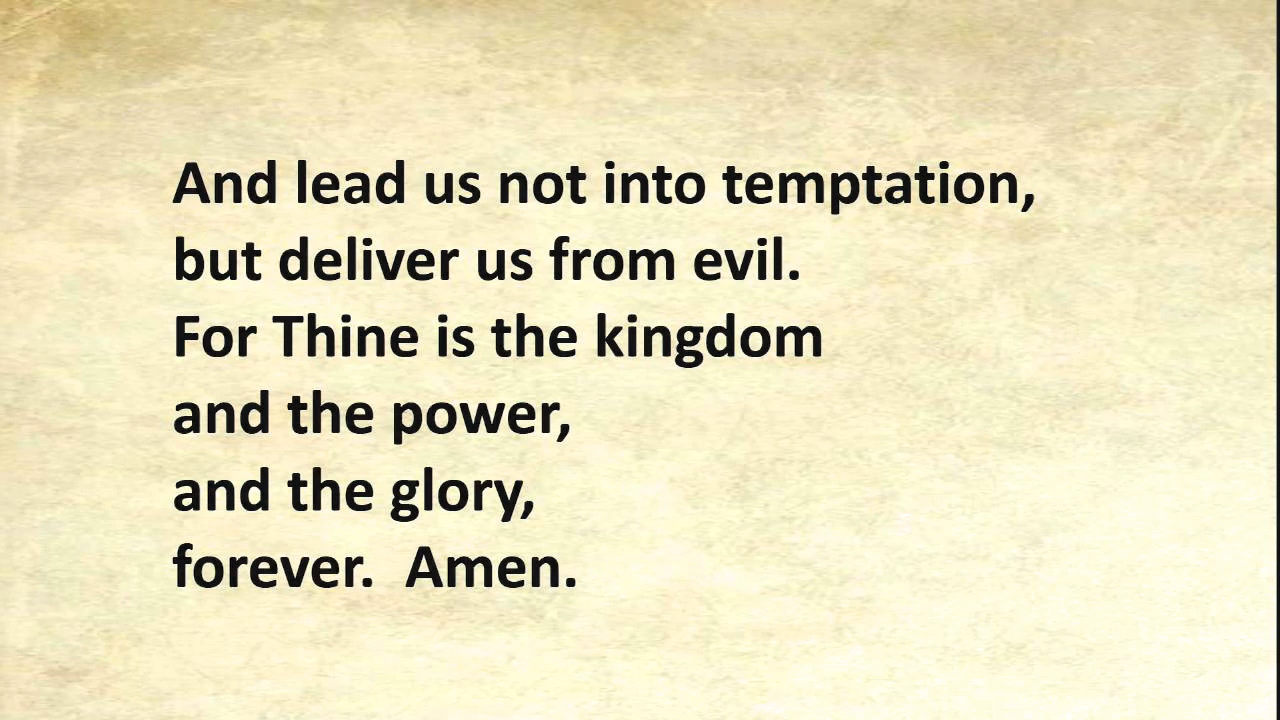 And lead us not into temptation,
but deliver us from evil.
For Thine is the kingdom
and the power,
and the glory,
forever.  Amen.